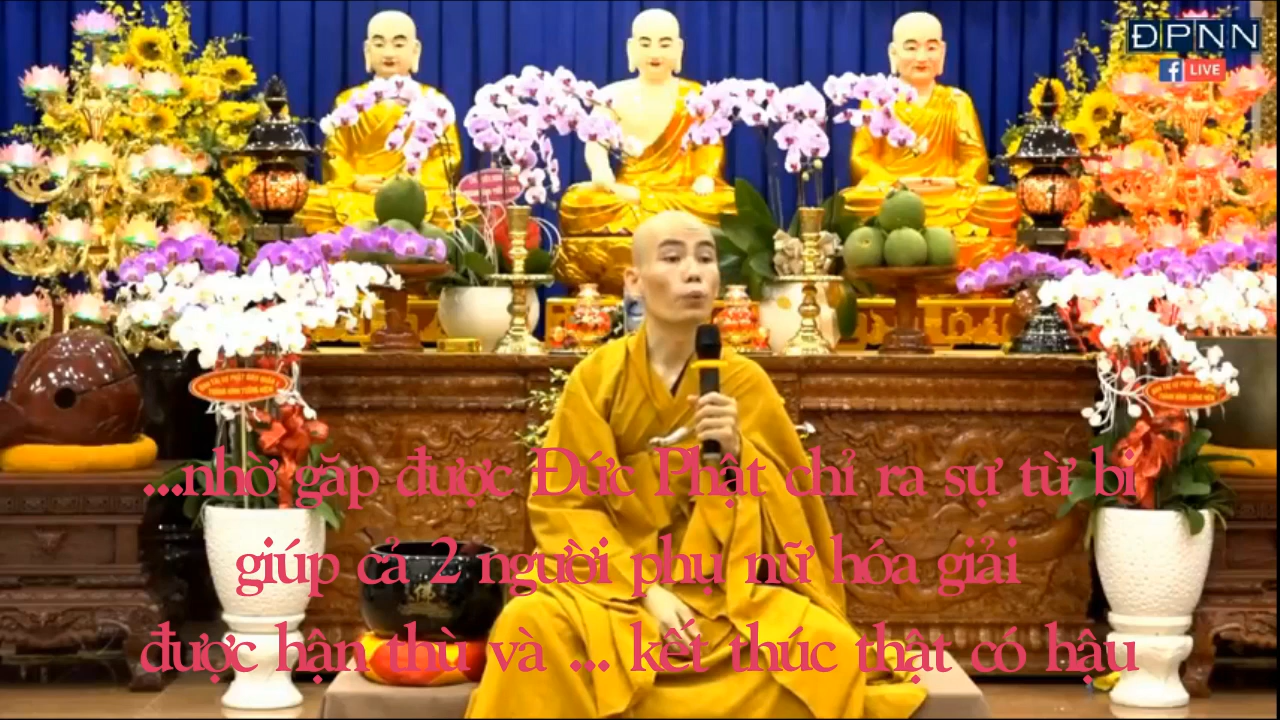 ĐPNN
f LIVE
...nhờ găp được Đức Phật chỉ ra sự từ bi
giúp cả 2 người phụ nữ hóa giải
được hận thù và ... kết thúc thật có hậu